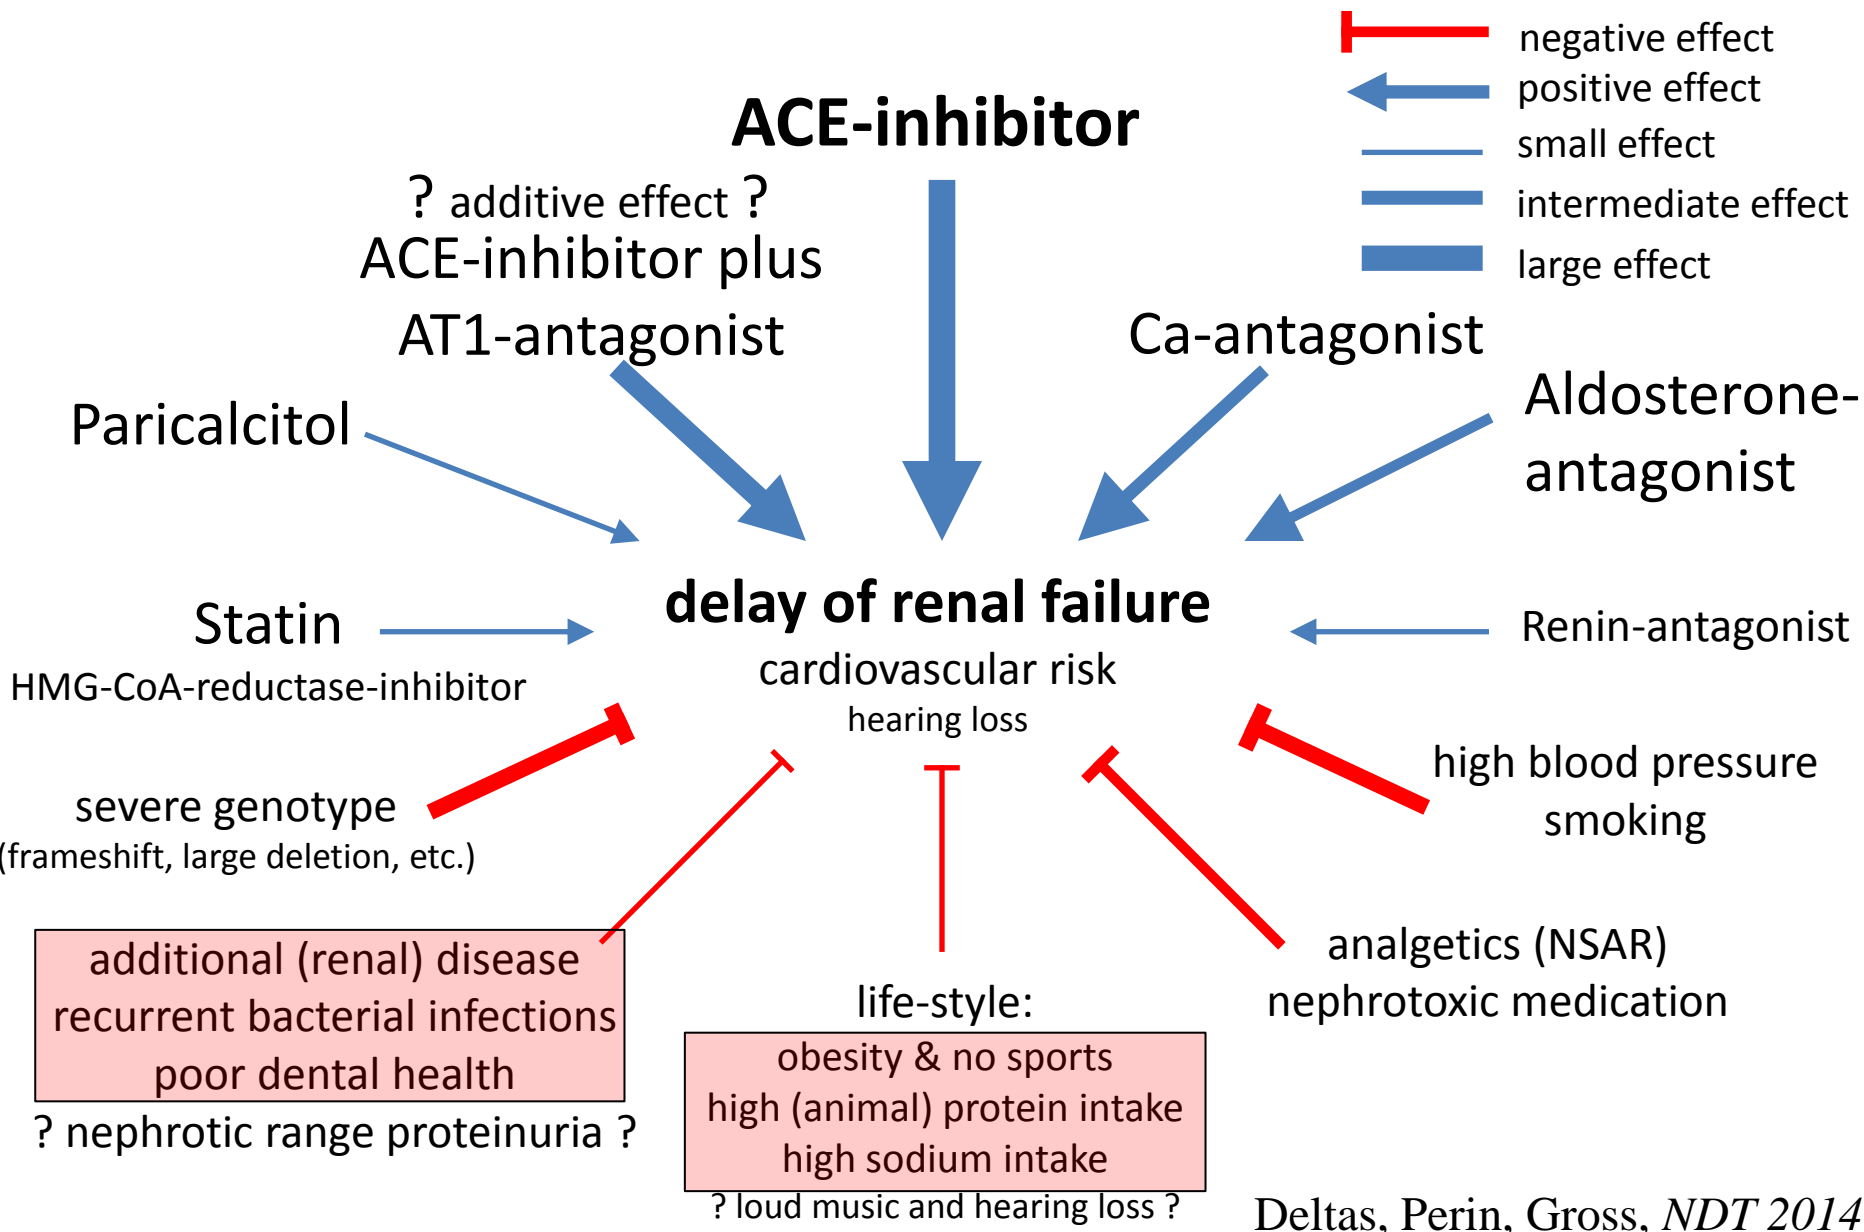 negative effect
positive effect
small effect
intermediate effect
large effect
ACE-inhibitor
? additive effect ?
ACE-inhibitor plus
AT1-antagonist
Ca-antagonist
Aldosterone-
antagonist
Paricalcitol
delay of renal failure
cardiovascular risk
hearing loss
Statin
HMG-CoA-reductase-inhibitor
Renin-antagonist
severe genotype
(frameshift, large deletion, etc.)
high blood pressure
smoking
additional (renal) disease
recurrent bacterial infections
poor dental health
? nephrotic range proteinuria ?
life-style:
obesity & no sports
high (animal) protein intake
high sodium intake
? loud music and hearing loss ?
analgetics (NSAR)
nephrotoxic medication
Deltas, Perin, Gross, NDT 2014